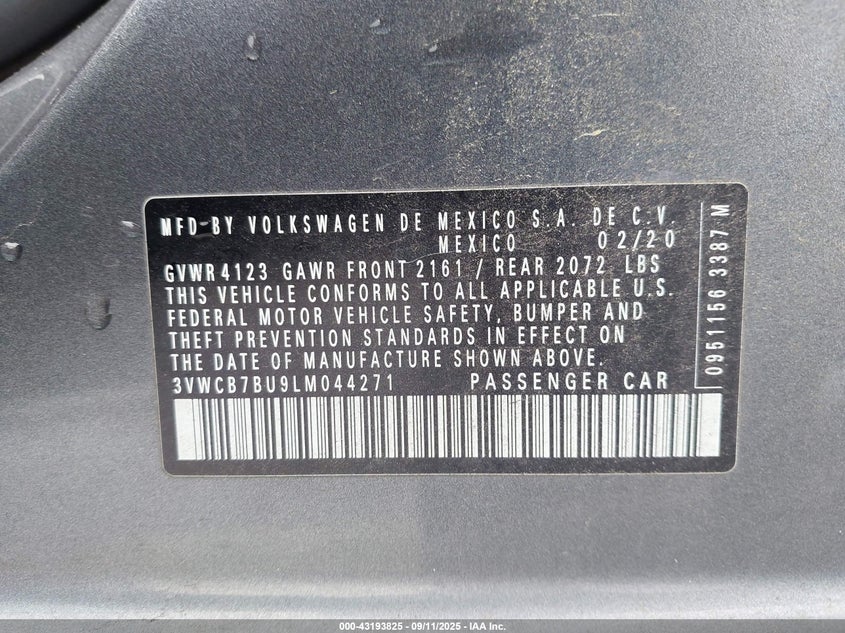 MFD BY VOLKSWAGEN DE MEXICO S.A. DE C.V.
MEXICO 02/20
GVWR 4123 GAWR FRONT 2161 / REAR 2072 LBS
THIS VEHICLE CONFORMS TO ALL APPLICABLE U.S.
FEDERAL MOTOR VEHICLE SAFETY, BUMPER AND
THEFT PREVENTION STANDARDS IN EFFECT ON
THE DATE OF MANUFACTURE SHOWN ABOVE.
3VWCB7BU9LM044271 PASSENGER CAR
0951156 3387 M
000-43193825 - 09/11/2025 - IAA Inc.